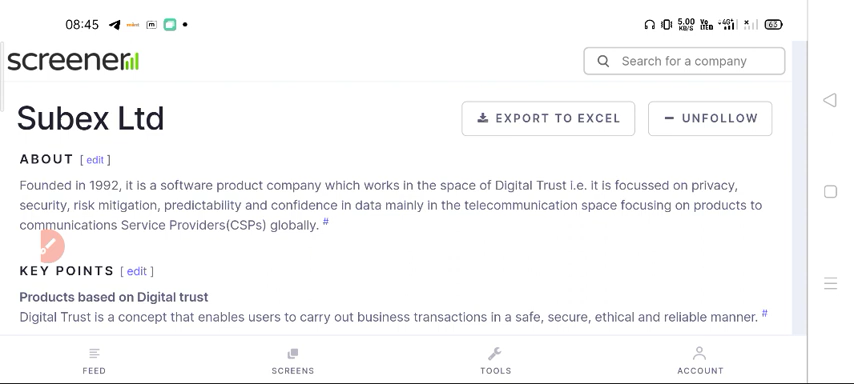 08:45
5.00
KB/S
Vo
LTE
4G
63
screener
Search for a company
Subex Ltd
EXPORT TO EXCEL
UNFOLLOW
ABOUT [ edit ]
Founded in 1992, it is a software product company which works in the space of Digital Trust i.e. it is focussed on privacy,
security, risk mitigation, predictability and confidence in data mainly in the telecommunication space focusing on products to
communications Service Providers(CSPs) globally. #
KEY POINTS [ edit ]
Products based on Digital trust
Digital Trust is a concept that enables users to carry out business transactions in a safe, secure, ethical and reliable manner. #
FEED
SCREENS
TOOLS
ACCOUNT